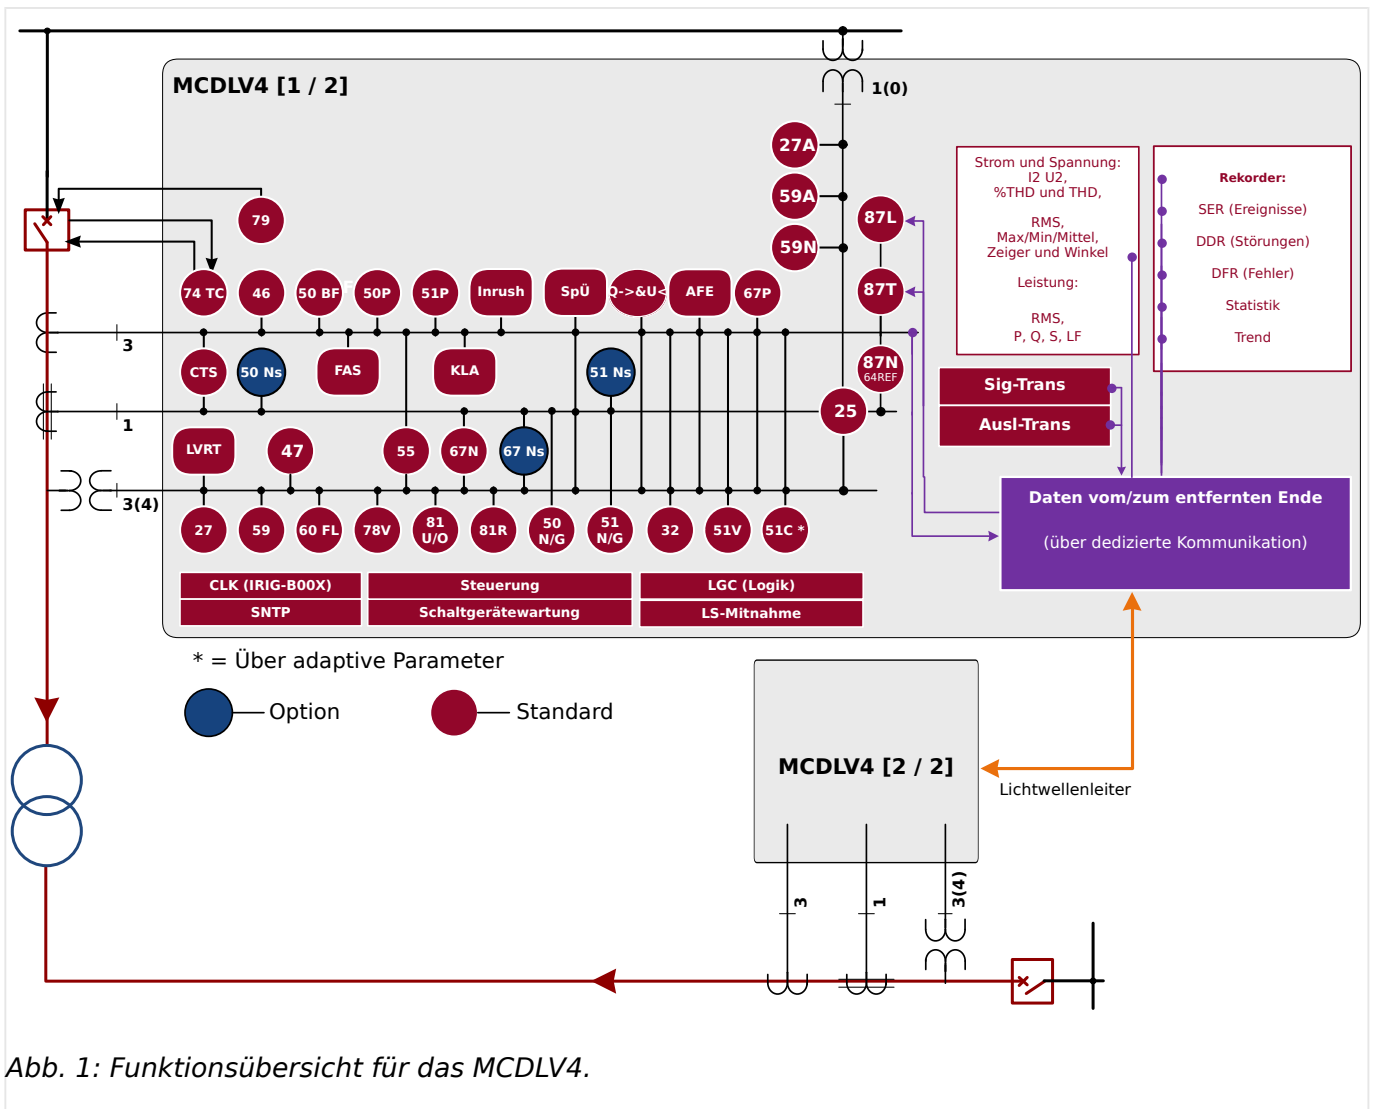 MCDLV4 [1 / 2]
1(0)
27A
59A
59N
87L
87T
87N
64REF
25
Strom und Spannung:
I2 U2,
%THD und THD,
RMS,
Max/Min/Mittel,
Zeiger und Winkel
Leistung:
RMS,
P, Q, S, LF
Rekorder:
SER (Ereignisse)
DDR (Störungen)
DFR (Fehler)
Statistik
Trend
79
74 TC
46
50 BF
50P
51P
Inrush
SpÜ
Q->&U<
AFE
67P
3
CTS
50 Ns
FAS
KLA
51 Ns
Sig-Trans
Ausl-Trans
1
LVRT
47
55
67N
67 Ns
3(4)
27
59
60 FL
78V
81
U/O
81R
50
N/G
51
N/G
32
51V
51C *
Daten vom/zum entfernten Ende
(über dedizierte Kommunikation)
CLK (IRIG-B00X)
Steuerung
LGC (Logik)
SNTP
Schaltgerätewartung
LS-Mitnahme
* = Über adaptive Parameter
Option
Standard
MCDLV4 [2 / 2]
Lichtwellenleiter
3
1
3(4)
Abb. 1: Funktionsübersicht für das MCDLV4.